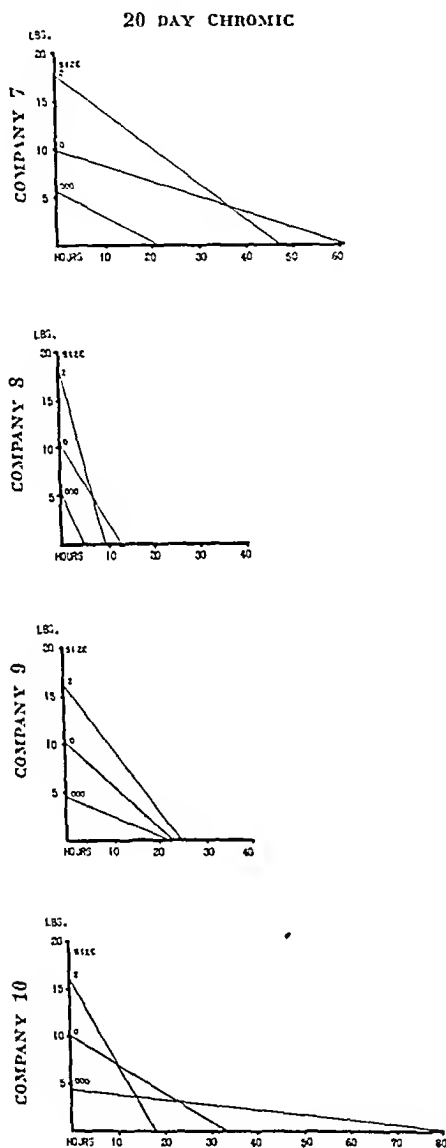 20 DAY CHROMIC
COMPANY 7
LBS.
20
SIZE
2
15
10
0
5
000
HOURS 10 20 30 40 50 60
COMPANY 8
LBS.
20
SIZE
2
15
10
0
5
000
HOURS 10 20 30 40
COMPANY 9
LBS.
20
SIZE
2
15
10
0
5
000
HOURS 10 20 30 40
COMPANY 10
LBS.
20
SIZE
2
15
10
0
5
000
HOURS 10 20 30 40 50 60 70 80